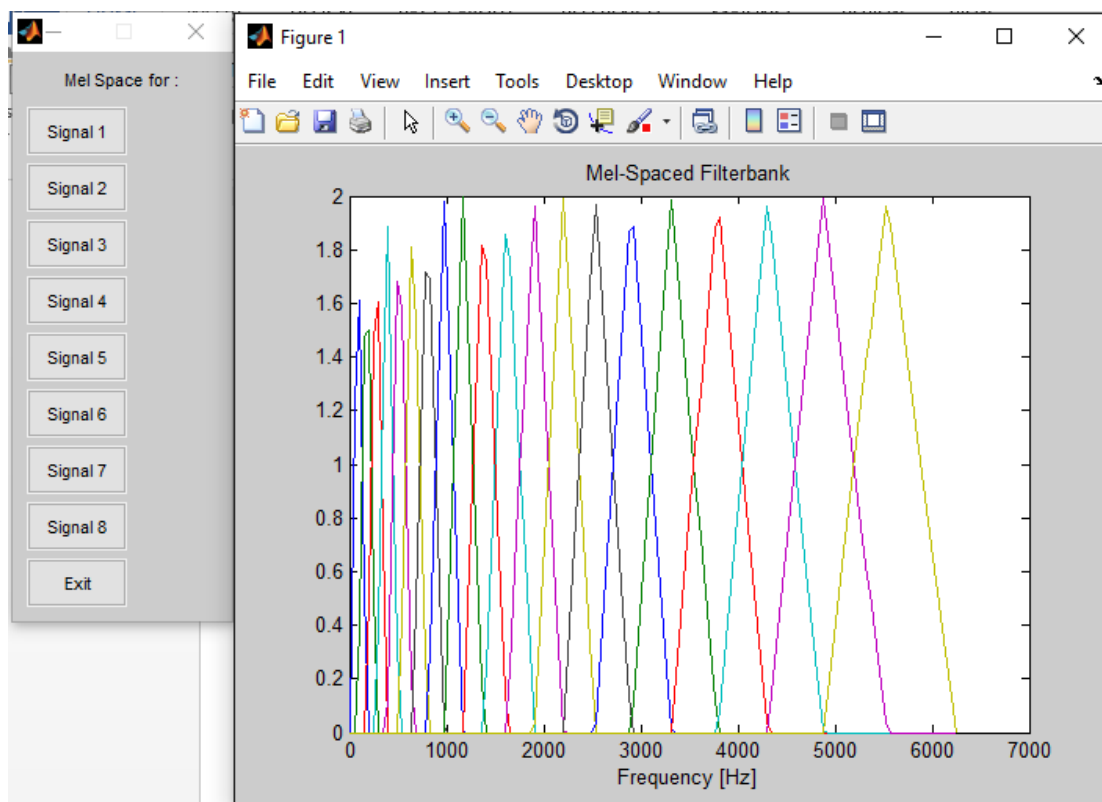 Mel Space for :
Signal 1
Signal 2
Signal 3
Signal 4
Signal 5
Signal 6
Signal 7
Signal 8
Exit
Figure 1
File Edit View Insert Tools Desktop Window Help
Mel-Spaced Filterbank
2
1.8
1.6
1.4
1.2
1
0.8
0.6
0.4
0.2
0
0 1000 2000 3000 4000 5000 6000 7000
Frequency [Hz]